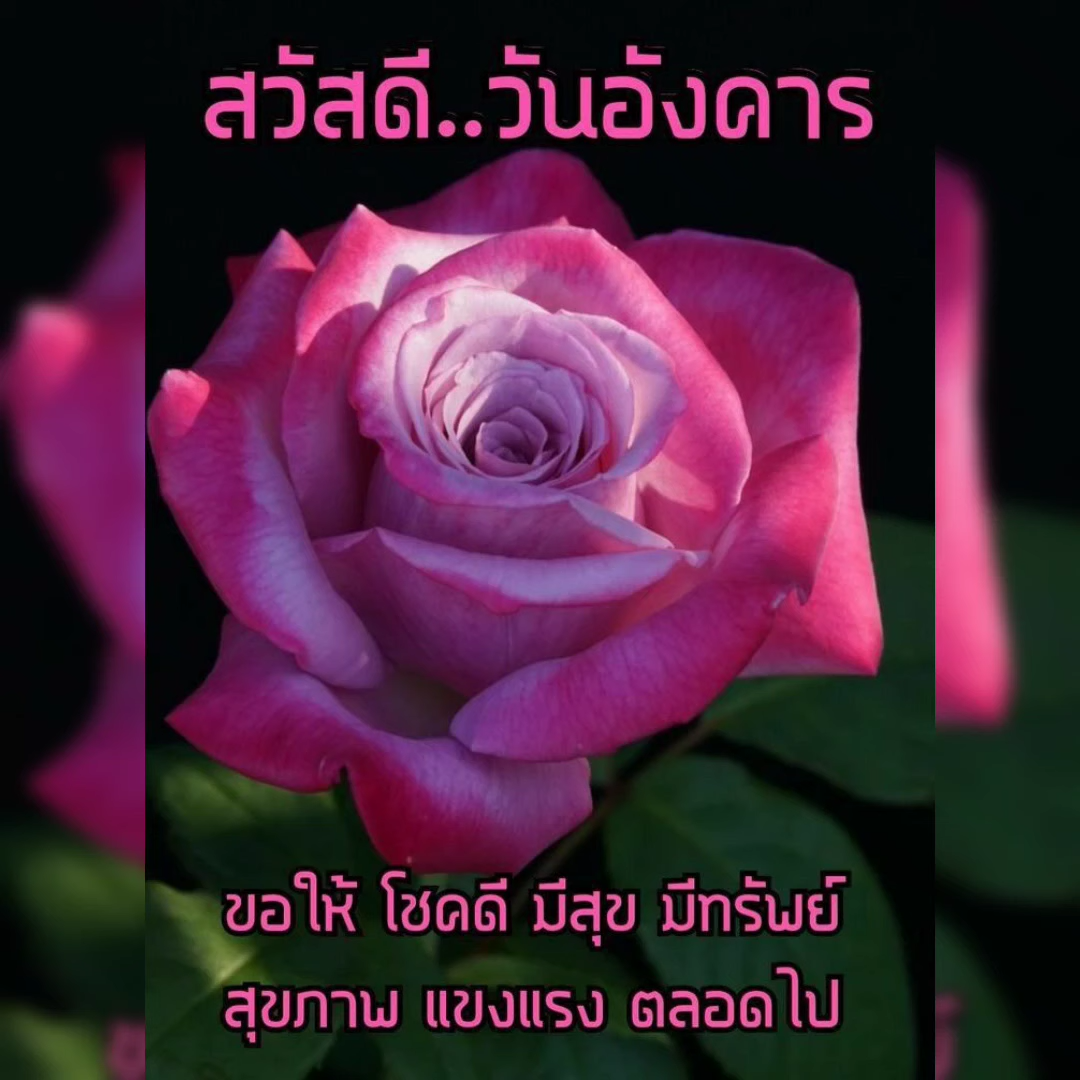 สวัสดี..วันอังคาร
ขอให้ โชคดี มีสุข มีทรัพย์
สุขภาพ แข็งแรง ตลอดไป